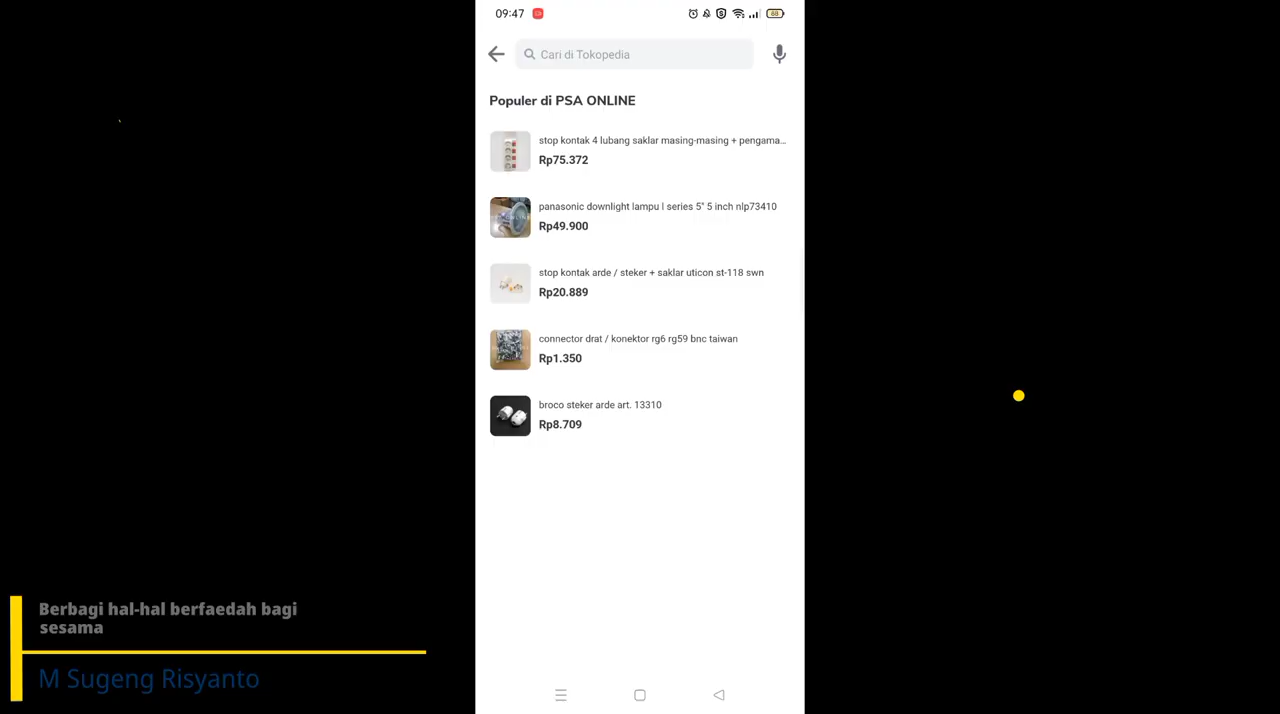 09:47
88
Cari di Tokopedia
Populer di PSA ONLINE
stop kontak 4 lubang saklar masing-masing + pengama...
Rp75.372
panasonic downlight lampu l series 5" 5 inch nlp73410
Rp49.900
stop kontak arde / steker + saklar uticon st-118 swn
Rp20.889
connector drat / konektor rg6 rg59 bnc taiwan
Rp1.350
broco steker arde art. 13310
Rp8.709
Berbagi hal-hal berfaedah bagi
sesama
M Sugeng Risyanto